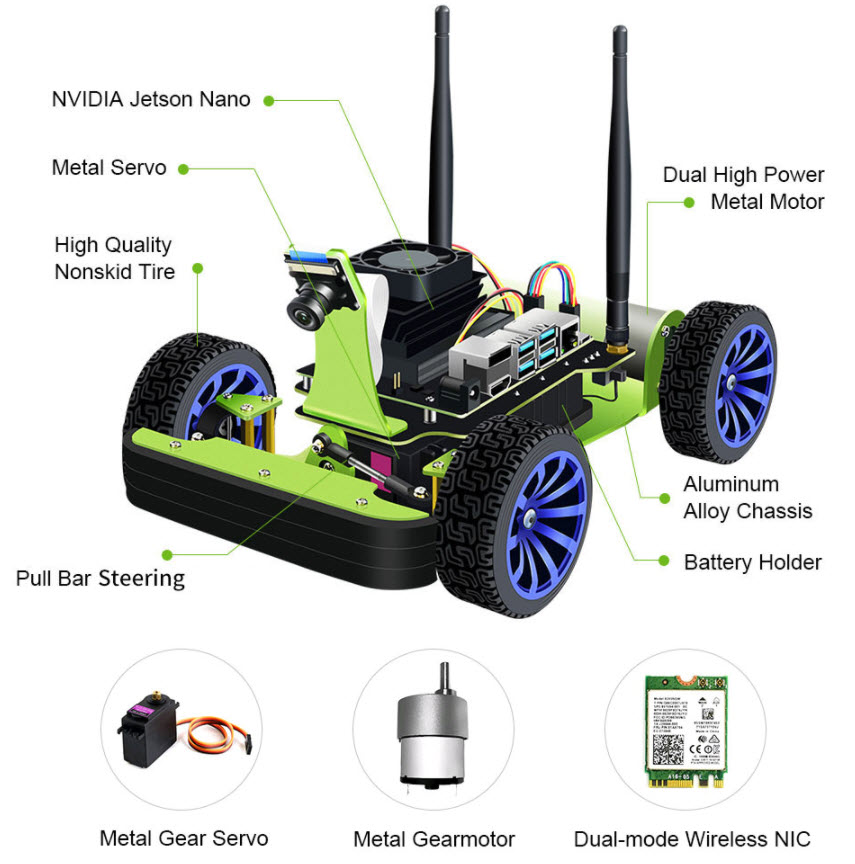 NVIDIA Jetson Nano
Metal Servo
High Quality
Nonskid Tire
Dual High Power
Metal Motor
Aluminum
Alloy Chassis
Battery Holder
Pull Bar Steering
Metal Gear Servo
Metal Gearmotor
Dual-mode Wireless NIC